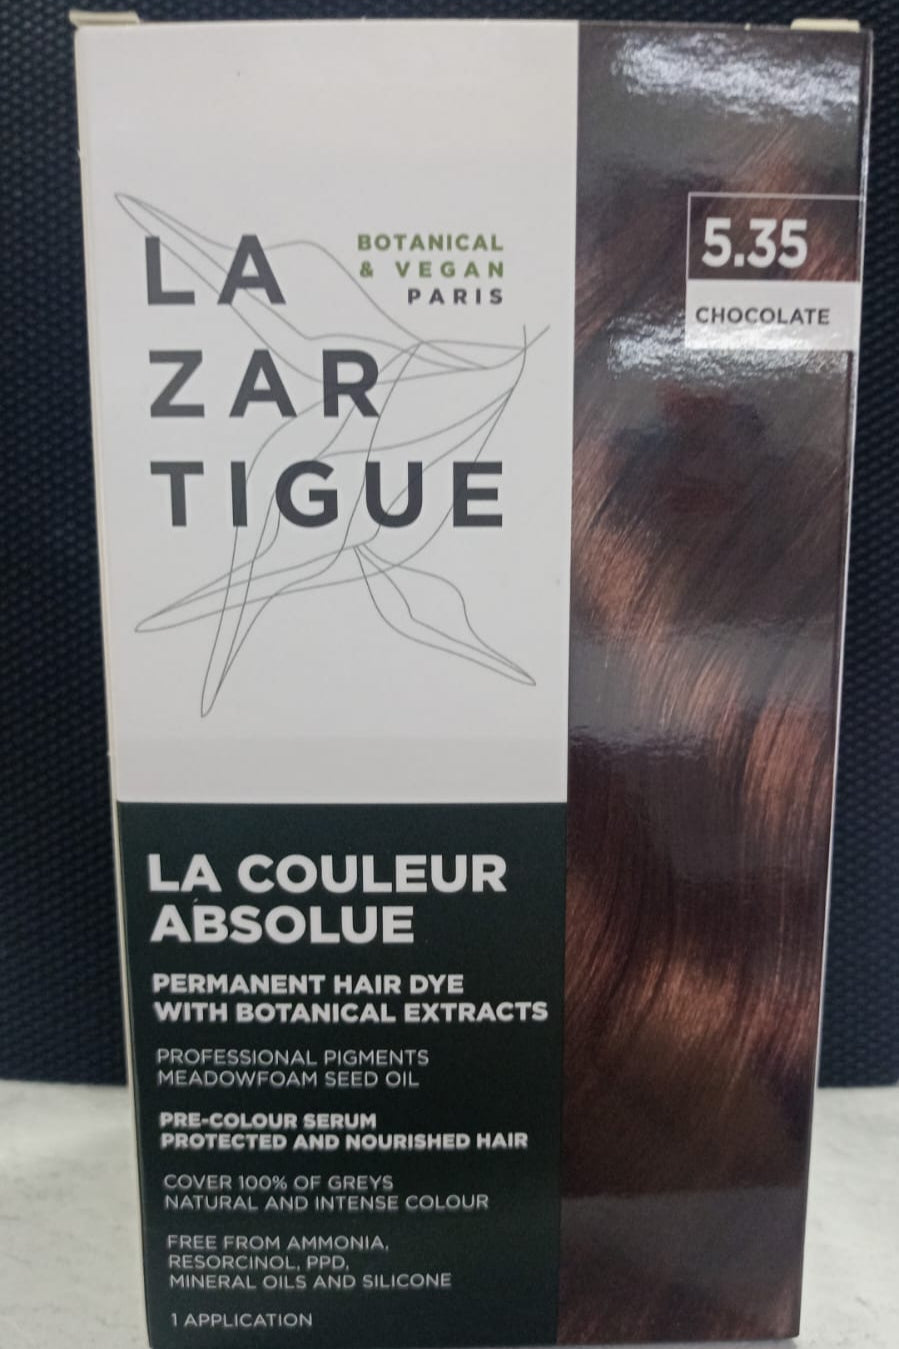 LA
ZAR
TIGUE
BOTANICAL
& VEGAN
PARIS
5.35
CHOCOLATE
LA COULEUR
ABSOLUE
PERMANENT HAIR DYE
WITH BOTANICAL EXTRACTS
PROFESSIONAL PIGMENTS
MEADOWFOAM SEED OIL
PRE-COLOUR SERUM
PROTECTED AND NOURISHED HAIR
COVER 100% OF GREYS
NATURAL AND INTENSE COLOUR
FREE FROM AMMONIA,
RESORCINOL, PPD,
MINERAL OILS AND SILICONE
1 APPLICATION